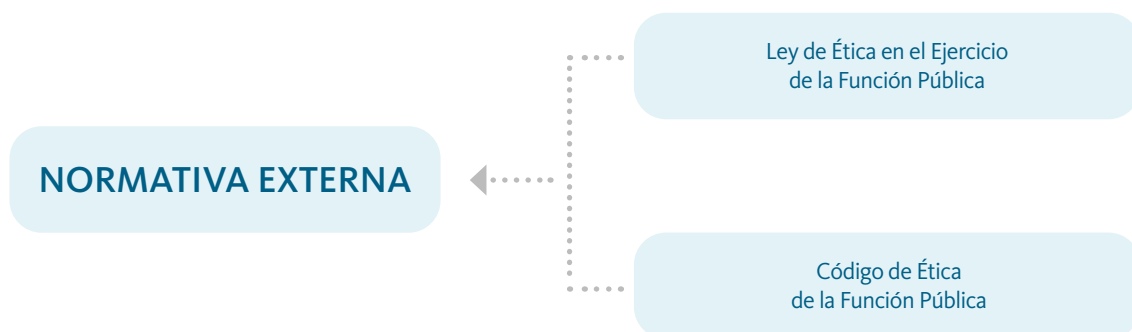 Ley de Ética en el Ejercicio
de la Función Pública
NORMATIVA EXTERNA
Código de Ética
de la Función Pública